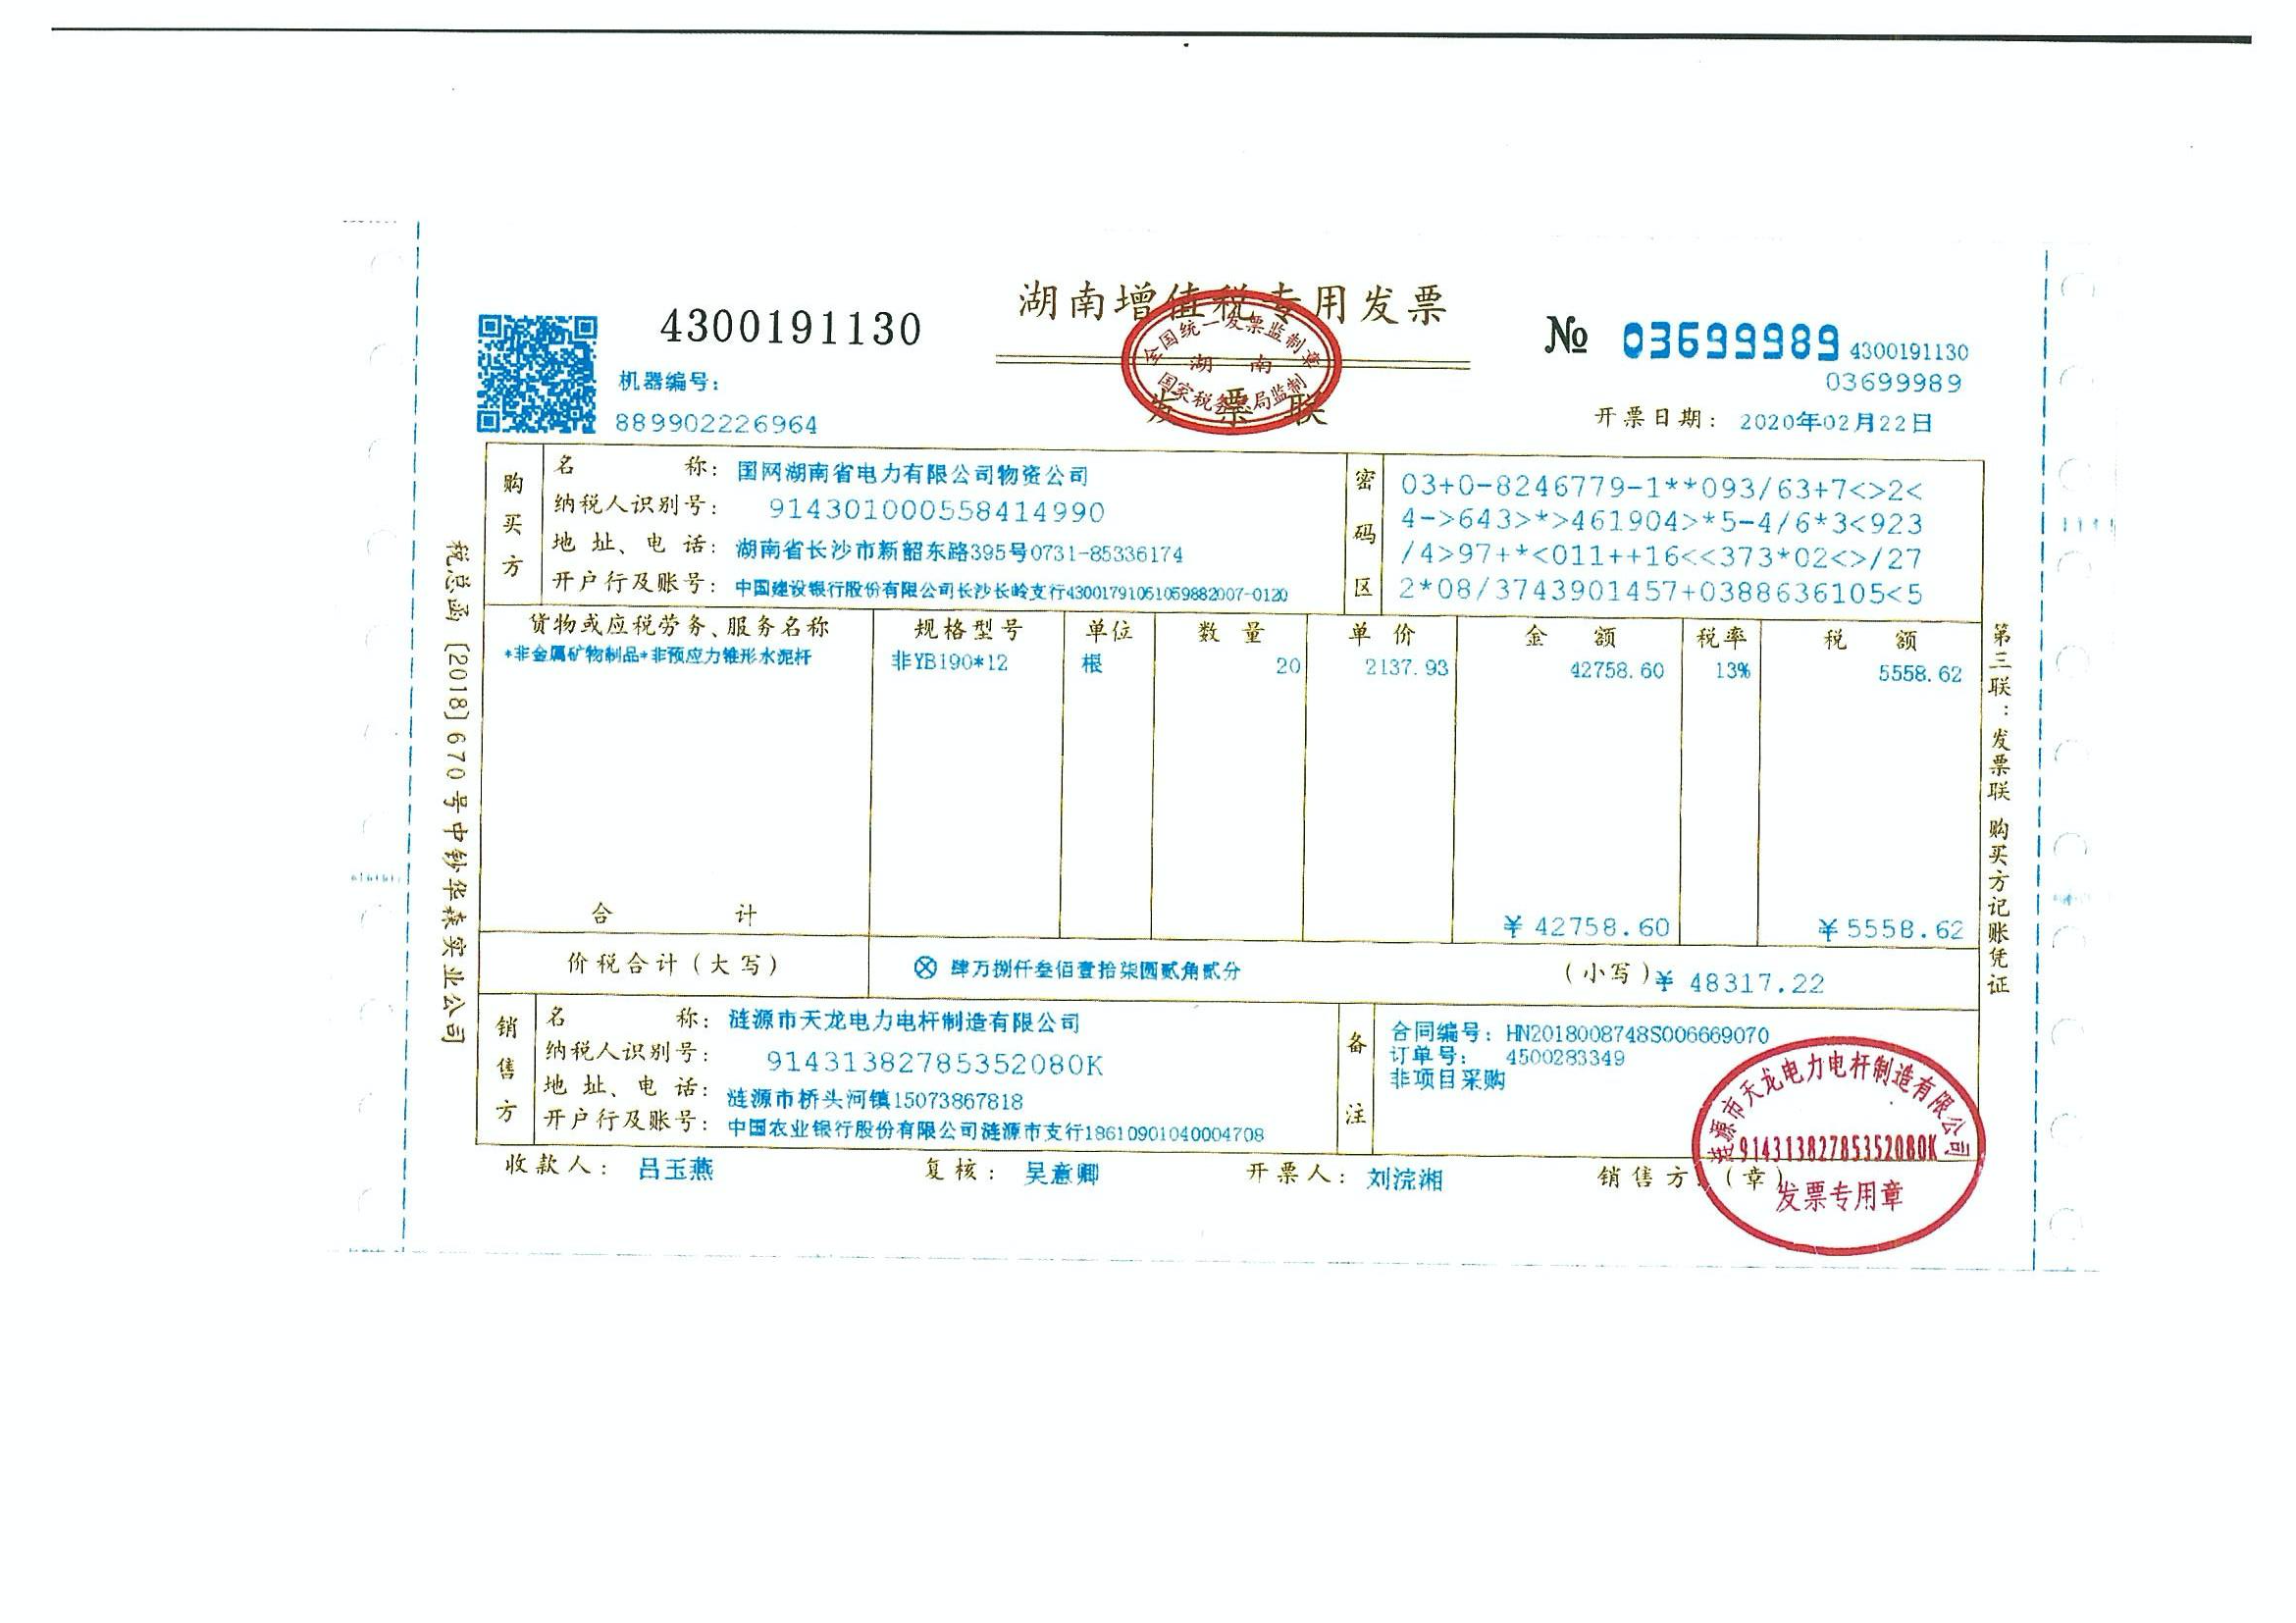 湖南增值税专用发票
发票联
全国统一发票监制章
湖南
国家税务总局监制
4300191130
机器编号:
889902226964
№ 03699989 4300191130
03699989
开票日期: 2020年02月22日
购买方
名称: 国网湖南省电力有限公司物资公司
纳税人识别号: 914301000558414990
地址、电话: 湖南省长沙市新韶东路395号0731-85336174
开户行及账号: 中国建设银行股份有限公司长沙长岭支行43001791061059882007-0120
密码区
03+0-8246779-1**093/63+7<>2<
4->643>*>461904>*5-4/6*3<923
/4>97+*<011++16<<373*02<>/27
2*08/3743901457+0388636105<5
货物或应税劳务、服务名称 规格型号 单位 数量 单价 金额 税率 税额
*非金属矿物制品*非预应力锥形水泥杆 非YB190*12 根 20 2137.93 42758.60 13% 5558.62
合计 ¥42758.60 ¥5558.62
价税合计(大写) ⊗ 肆万捌仟叁佰壹拾柒圆贰角贰分 (小写)¥ 48317.22
销售方
名称: 涟源市天龙电力电杆制造有限公司
纳税人识别号: 91431382785352080K
地址、电话: 涟源市桥头河镇15073867818
开户行及账号: 中国农业银行股份有限公司涟源市支行18610901040004708
备注
合同编号: HN2018008748S006669070
订单号: 4500283349
非项目采购
收款人: 吕玉燕 复核: 吴意卿 开票人: 刘浣湘 销售方:(章)
涟源市天龙电力电杆制造有限公司
91431382785352080K
发票专用章
税总函〔2018〕670号中钞华森实业公司
第三联:发票联 购买方记账凭证